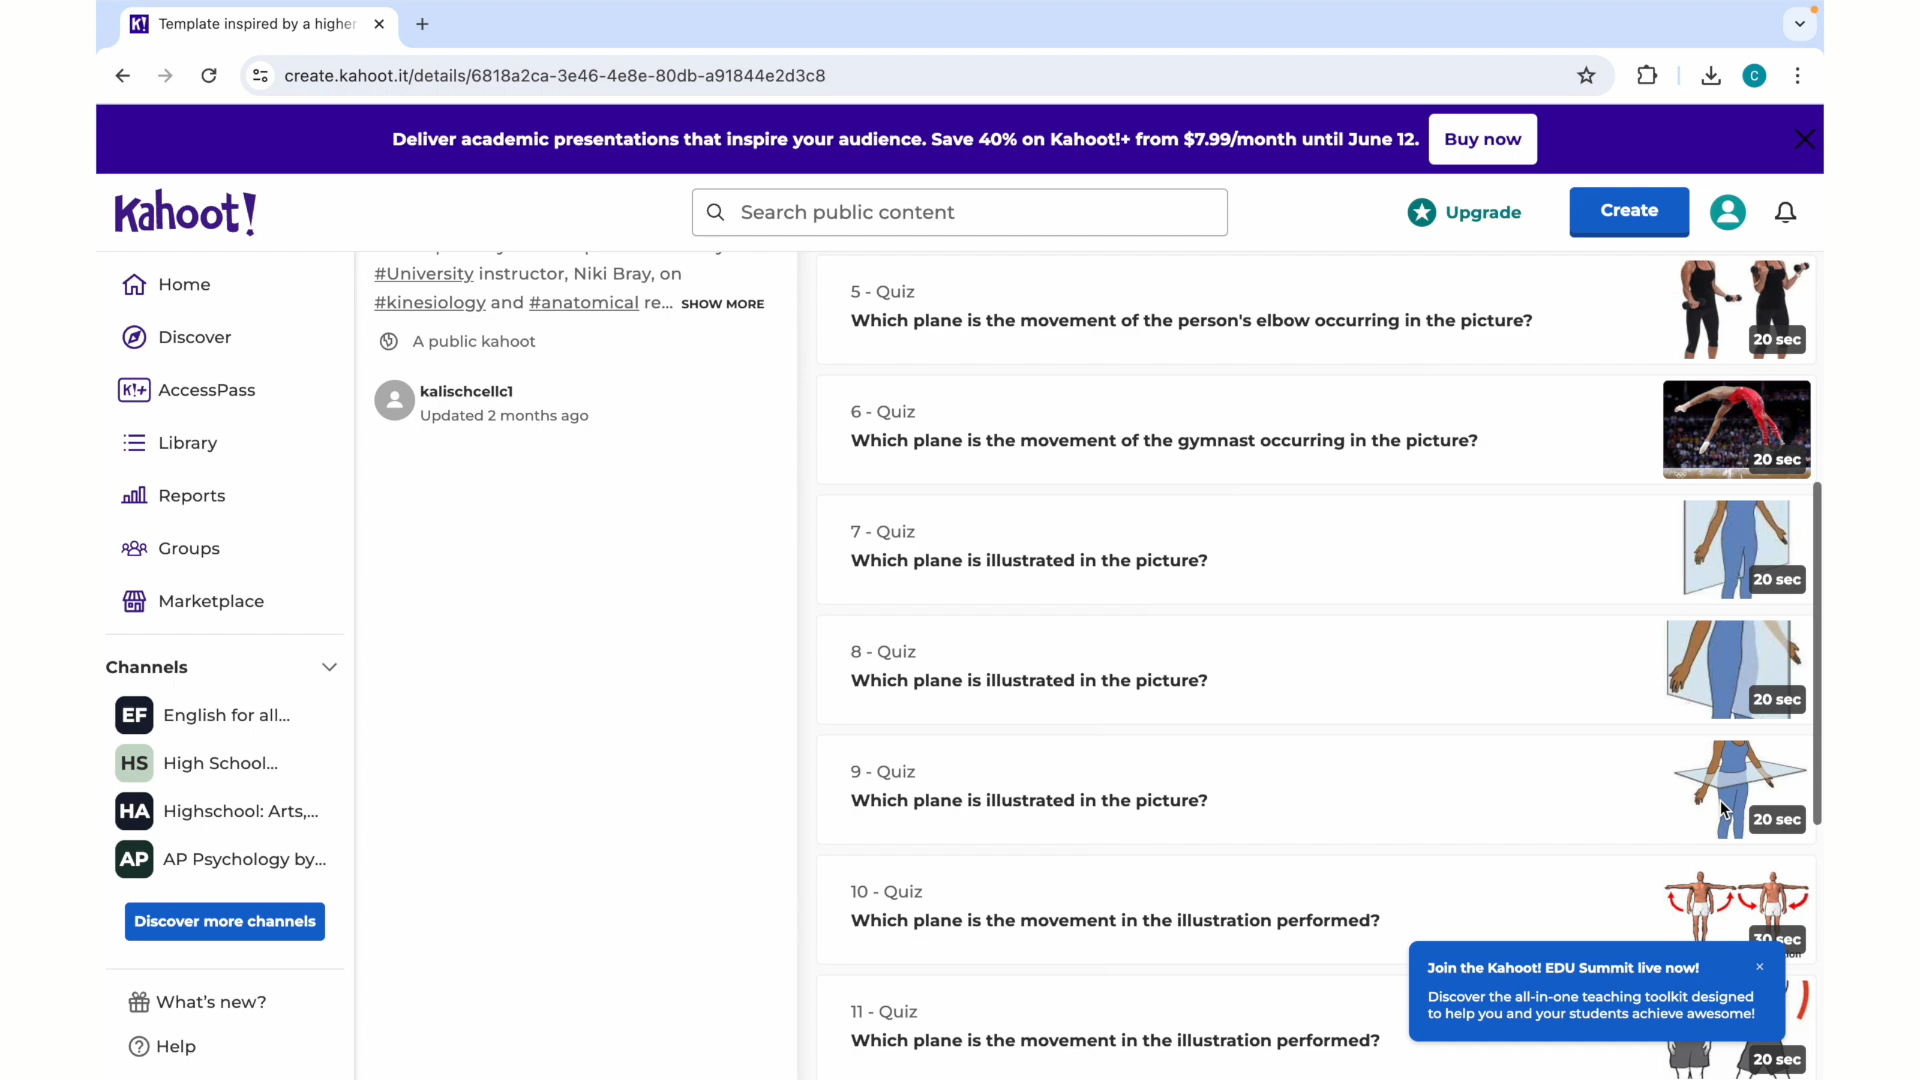 Template inspired by a higher
create.kahoot.it/details/6818a2ca-3e46-4e8e-80db-a91844e2d3c8
C
Deliver academic presentations that inspire your audience. Save 40% on Kahoot!+ from $7.99/month until June 12.
Buy now
Kahoot!
Search public content
Upgrade
Create
Home
Discover
K!+ AccessPass
Library
Reports
Groups
Marketplace
Channels
EF English for all...
HS High School...
HA Highschool: Arts,...
AP AP Psychology by...
Discover more channels
What's new?
Help
#University instructor, Niki Bray, on
#kinesiology and #anatomical re... SHOW MORE
A public kahoot
kalischcellc1
Updated 2 months ago
5 - Quiz
Which plane is the movement of the person's elbow occurring in the picture?
20 sec
6 - Quiz
Which plane is the movement of the gymnast occurring in the picture?
20 sec
7 - Quiz
Which plane is illustrated in the picture?
20 sec
8 - Quiz
Which plane is illustrated in the picture?
20 sec
9 - Quiz
Which plane is illustrated in the picture?
20 sec
10 - Quiz
Which plane is the movement in the illustration performed?
30 sec
11 - Quiz
Which plane is the movement in the illustration performed?
20 sec
Join the Kahoot! EDU Summit live now!
Discover the all-in-one teaching toolkit designed
to help you and your students achieve awesome!